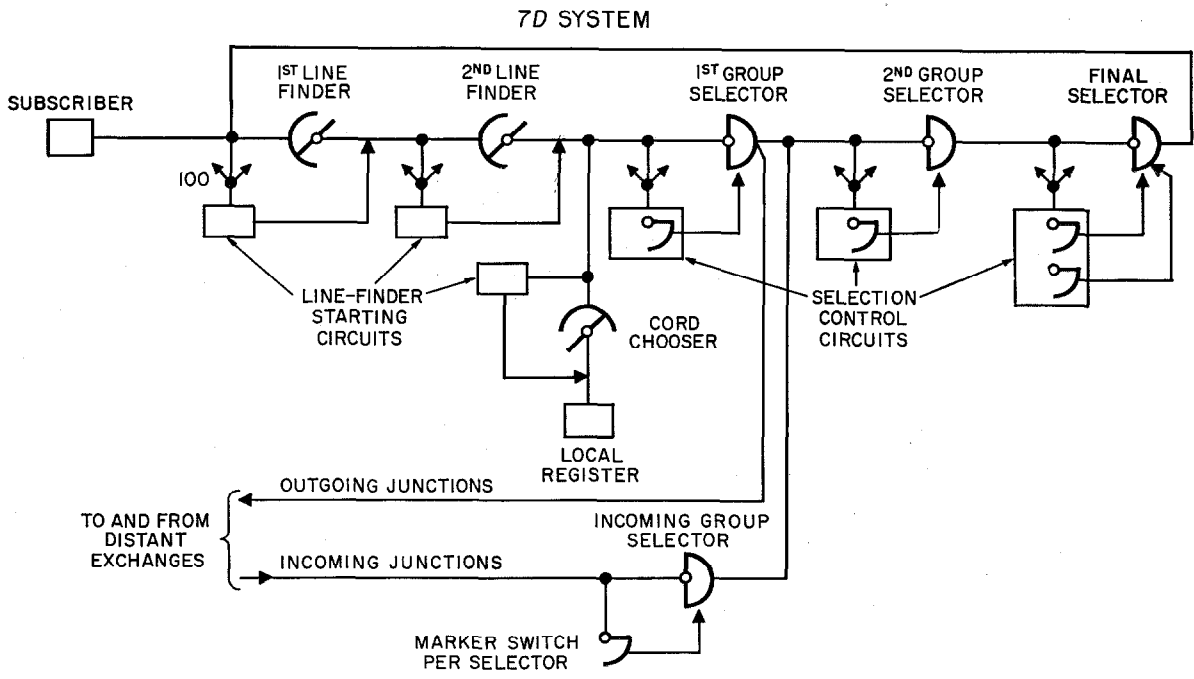 7D SYSTEM
SUBSCRIBER
1ST LINE
FINDER
2ND LINE
FINDER
1ST GROUP
SELECTOR
2ND GROUP
SELECTOR
FINAL
SELECTOR
100
LINE-FINDER
STARTING
CIRCUITS
CORD
CHOOSER
SELECTION
CONTROL
CIRCUITS
LOCAL
REGISTER
TO AND FROM
DISTANT
EXCHANGES
OUTGOING JUNCTIONS
INCOMING GROUP
SELECTOR
INCOMING JUNCTIONS
MARKER SWITCH
PER SELECTOR